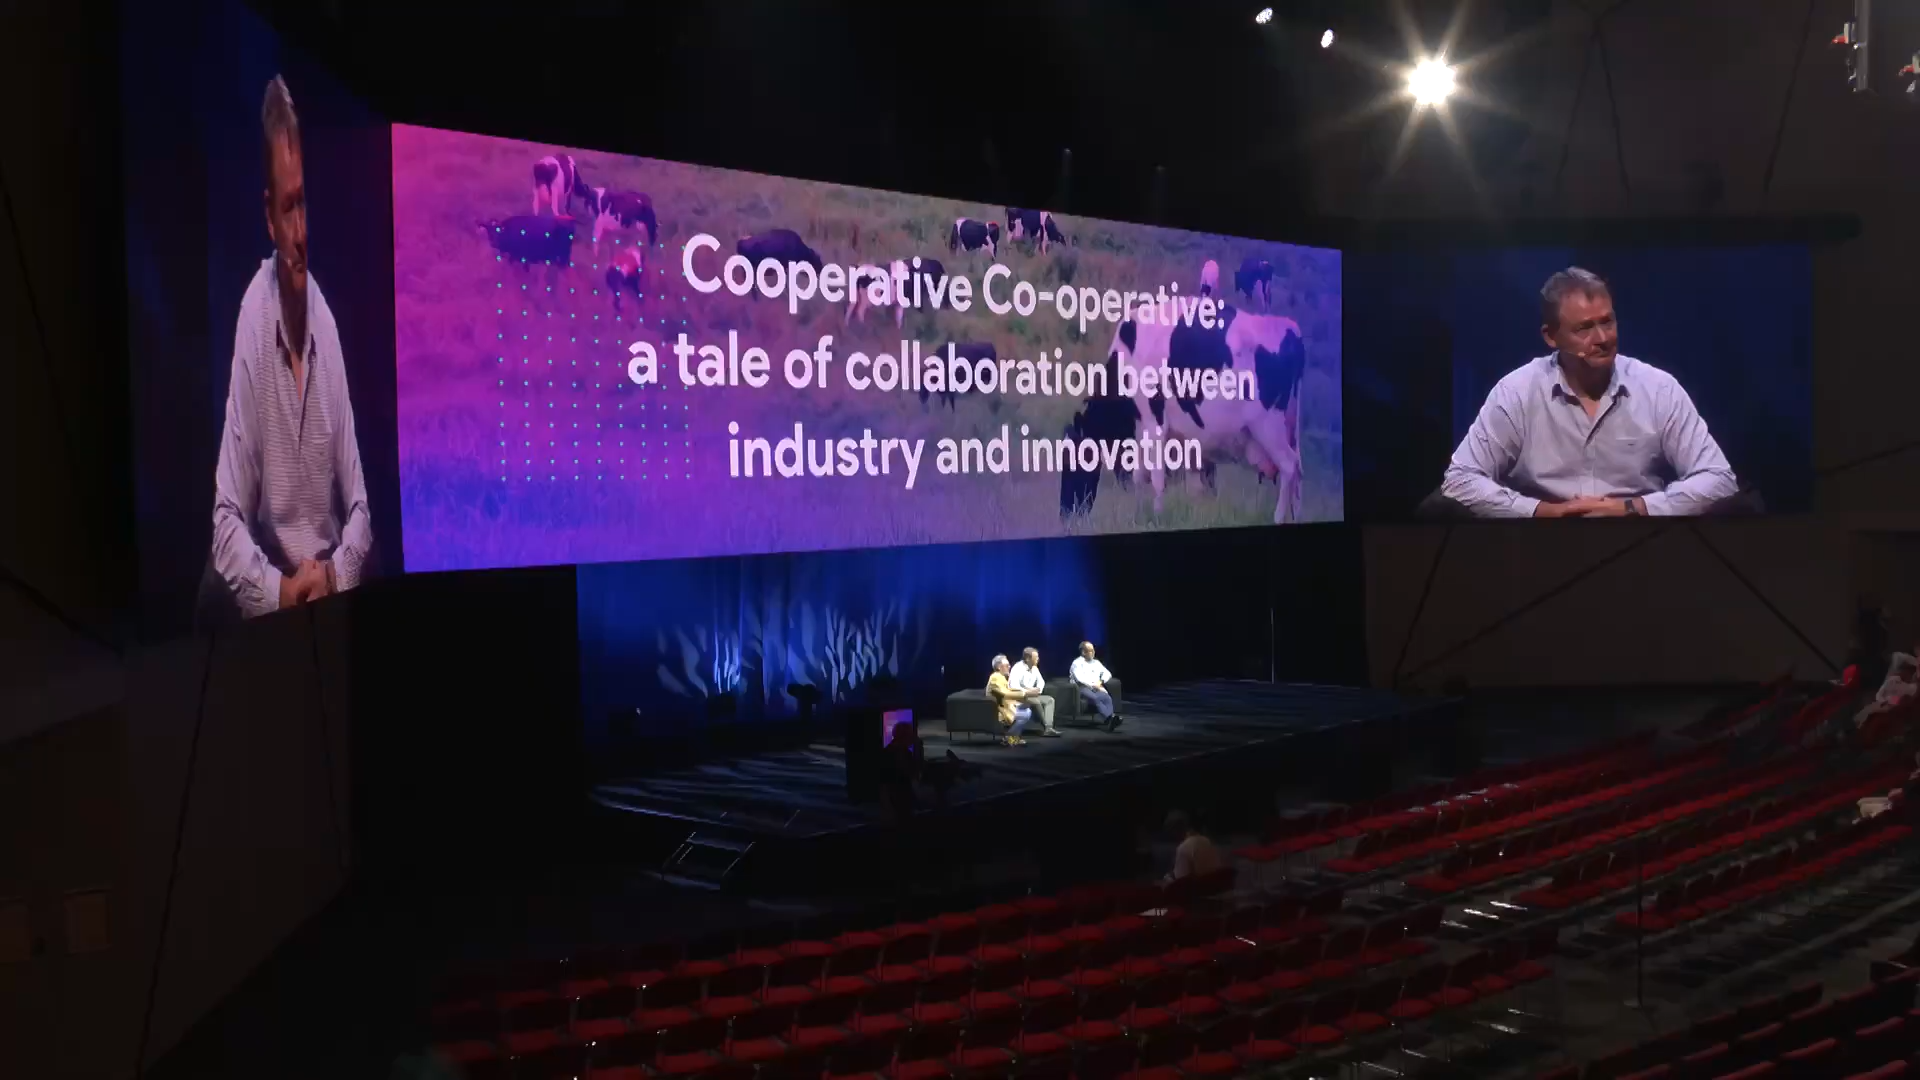 Cooperative Co-operative:
a tale of collaboration between
industry and innovation